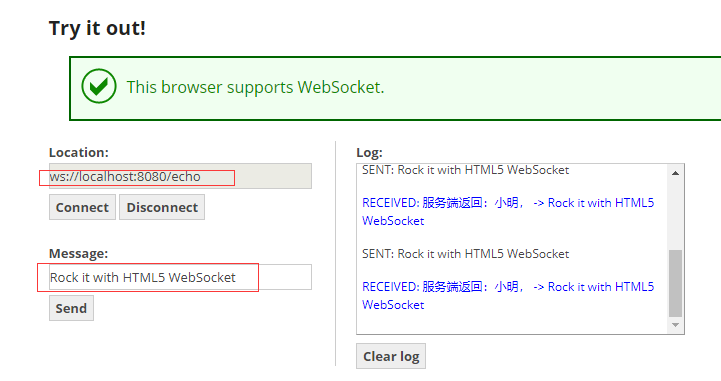 Try it out!
This browser supports WebSocket.
Location:
ws://localhost:8080/echo
Connect Disconnect
Message:
Rock it with HTML5 WebSocket
Send
Log:
SENT: Rock it with HTML5 WebSocket
RECEIVED: 服务端返回：小明， -> Rock it with HTML5
WebSocket
SENT: Rock it with HTML5 WebSocket
RECEIVED: 服务端返回：小明， -> Rock it with HTML5
WebSocket
Clear log